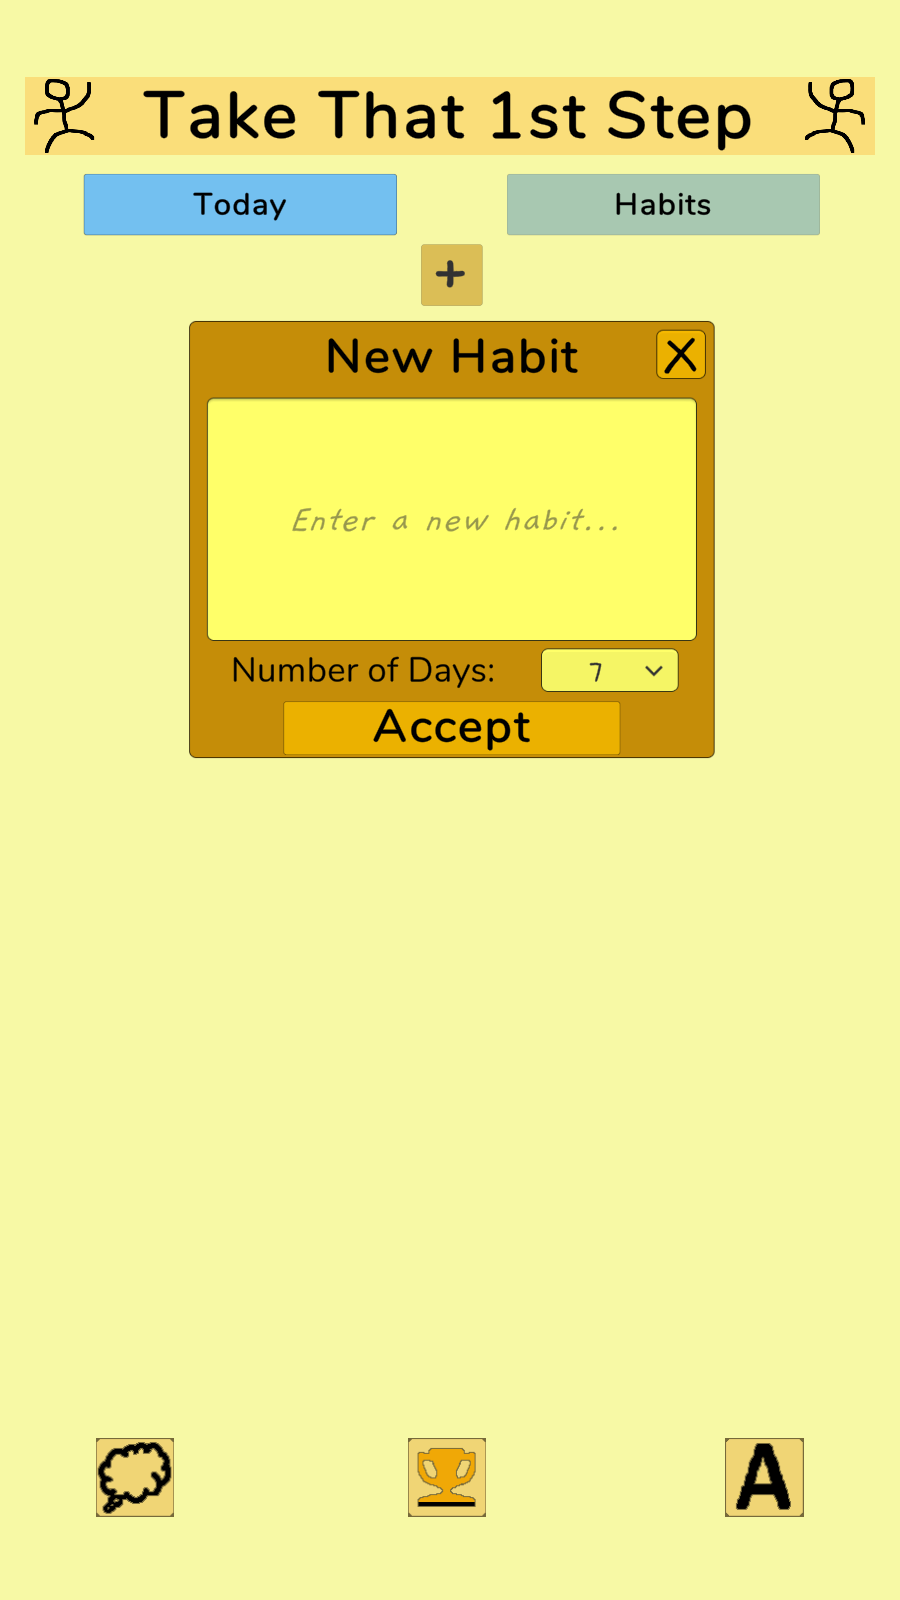 Take That 1st Step
Today
Habits
+
New Habit
X
Enter a new habit...
Number of Days:
7
Accept
A